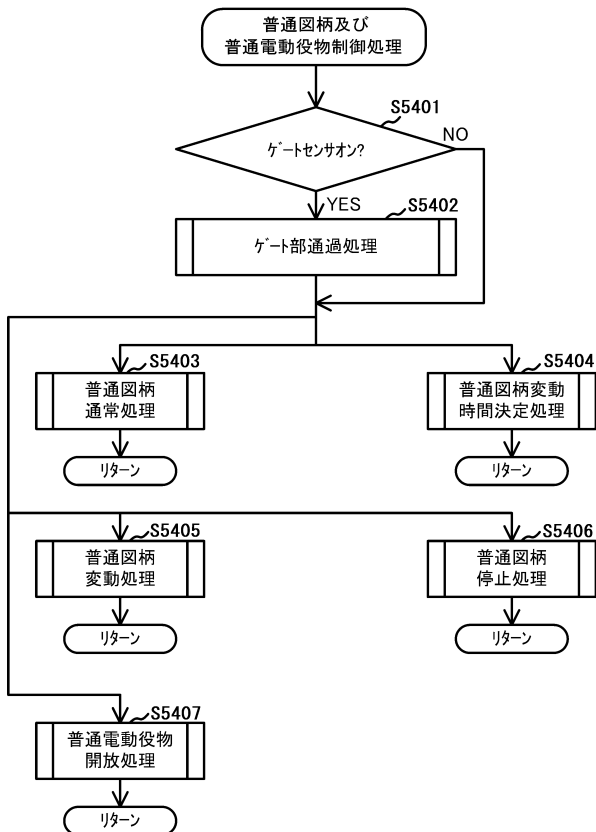 普通図柄及び
普通電動役物制御処理
S5401
ｹﾞｰﾄｾﾝｻｵﾝ?
NO
YES
S5402
ｹﾞｰﾄ部通過処理
S5403
普通図柄
通常処理
ﾘﾀｰﾝ
S5404
普通図柄変動
時間決定処理
ﾘﾀｰﾝ
S5405
普通図柄
変動処理
ﾘﾀｰﾝ
S5406
普通図柄
停止処理
ﾘﾀｰﾝ
S5407
普通電動役物
開放処理
ﾘﾀｰﾝ